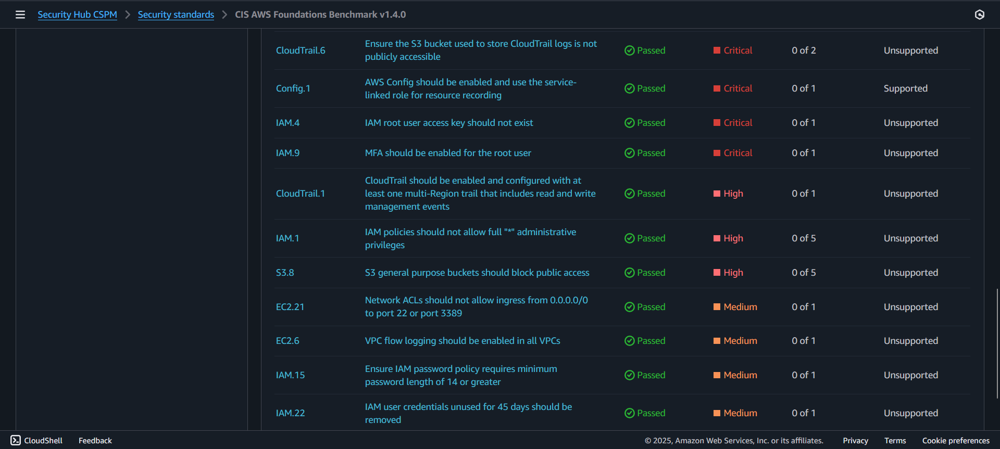 Security Hub CSPM > Security standards > CIS AWS Foundations Benchmark v1.4.0
CloudTrail.6
Ensure the S3 bucket used to store CloudTrail logs is not
publicly accessible
Passed
Critical
0 of 2
Unsupported
Config.1
AWS Config should be enabled and use the service-
linked role for resource recording
Passed
Critical
0 of 1
Supported
IAM.4
IAM root user access key should not exist
Passed
Critical
0 of 1
Unsupported
IAM.9
MFA should be enabled for the root user
Passed
Critical
0 of 1
Unsupported
CloudTrail.1
CloudTrail should be enabled and configured with at
least one multi-Region trail that includes read and write
management events
Passed
High
0 of 1
Unsupported
IAM.1
IAM policies should not allow full "*" administrative
privileges
Passed
High
0 of 5
Unsupported
S3.8
S3 general purpose buckets should block public access
Passed
High
0 of 5
Unsupported
EC2.21
Network ACLs should not allow ingress from 0.0.0.0/0
to port 22 or port 3389
Passed
Medium
0 of 1
Unsupported
EC2.6
VPC flow logging should be enabled in all VPCs
Passed
Medium
0 of 1
Unsupported
IAM.15
Ensure IAM password policy requires minimum
password length of 14 or greater
Passed
Medium
0 of 1
Unsupported
IAM.22
IAM user credentials unused for 45 days should be
removed
Passed
Medium
0 of 1
Unsupported
CloudShell Feedback © 2025, Amazon Web Services, Inc. or its affiliates. Privacy Terms Cookie preferences